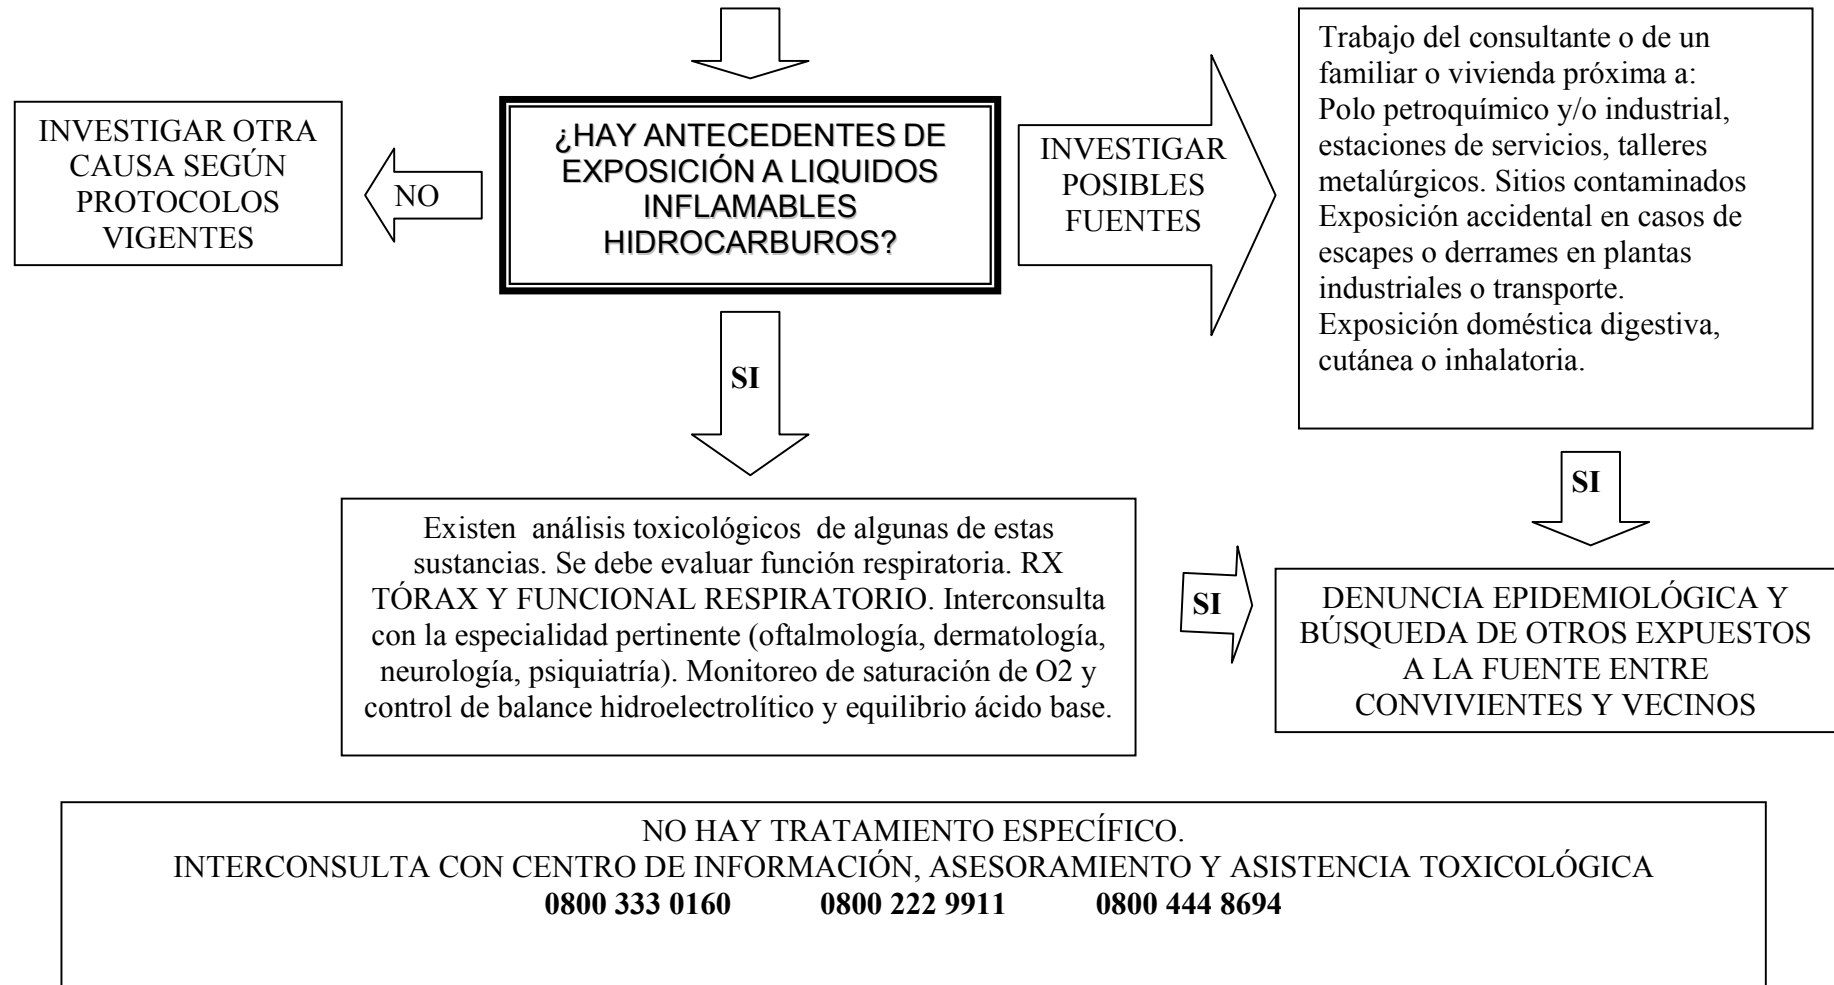 INVESTIGAR OTRA
CAUSA SEGÚN
PROTOCOLOS
VIGENTES
NO
¿HAY ANTECEDENTES DE
EXPOSICIÓN A LIQUIDOS
INFLAMABLES
HIDROCARBUROS?
INVESTIGAR
POSIBLES
FUENTES
Trabajo del consultante o de un
familiar o vivienda próxima a:
Polo petroquímico y/o industrial,
estaciones de servicios, talleres
metalúrgicos. Sitios contaminados
Exposición accidental en casos de
escapes o derrames en plantas
industriales o transporte.
Exposición doméstica digestiva,
cutánea o inhalatoria.
SI
SI
Existen análisis toxicológicos de algunas de estas
sustancias. Se debe evaluar función respiratoria. RX
TÓRAX Y FUNCIONAL RESPIRATORIO. Interconsulta
con la especialidad pertinente (oftalmología, dermatología,
neurología, psiquiatría). Monitoreo de saturación de O2 y
control de balance hidroelectrolítico y equilibrio ácido base.
SI
DENUNCIA EPIDEMIOLÓGICA Y
BÚSQUEDA DE OTROS EXPUESTOS
A LA FUENTE ENTRE
CONVIVIENTES Y VECINOS
NO HAY TRATAMIENTO ESPECÍFICO.
INTERCONSULTA CON CENTRO DE INFORMACIÓN, ASESORAMIENTO Y ASISTENCIA TOXICOLÓGICA
0800 333 0160 0800 222 9911 0800 444 8694